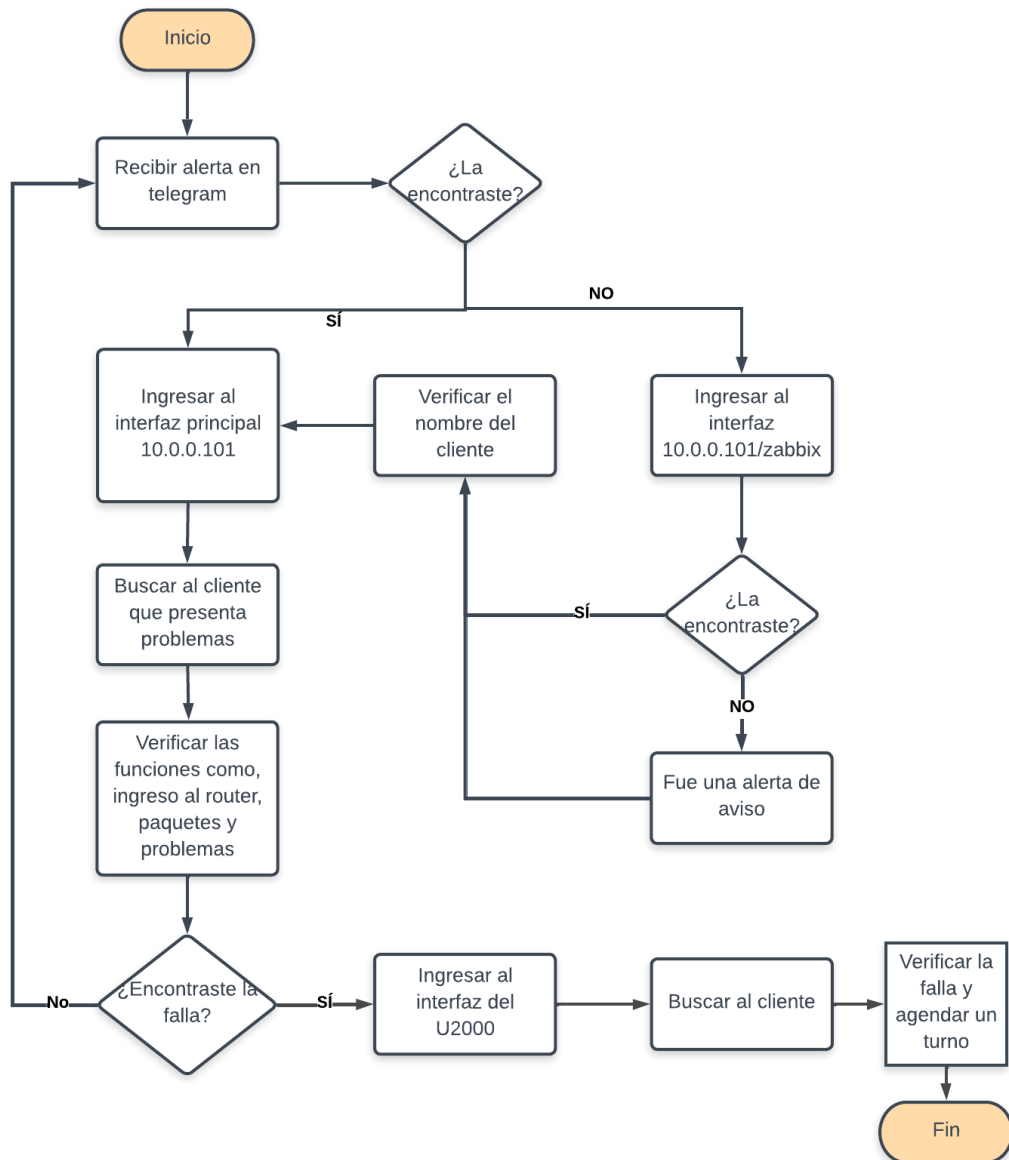 Inicio
Recibir alerta en
telegram
¿La
encontraste?
SÍ
NO
Ingresar al
interfaz principal
10.0.0.101
Verificar el
nombre del
cliente
Ingresar al
interfaz
10.0.0.101/zabbix
Buscar al cliente
que presenta
problemas
¿La
encontraste?
SÍ
NO
Verificar las
funciones como,
ingreso al router,
paquetes y
problemas
Fue una alerta de
aviso
¿Encontraste la
falla?
No
SÍ
Ingresar al
interfaz del
U2000
Buscar al cliente
Verificar la
falla y
agendar un
turno
Fin